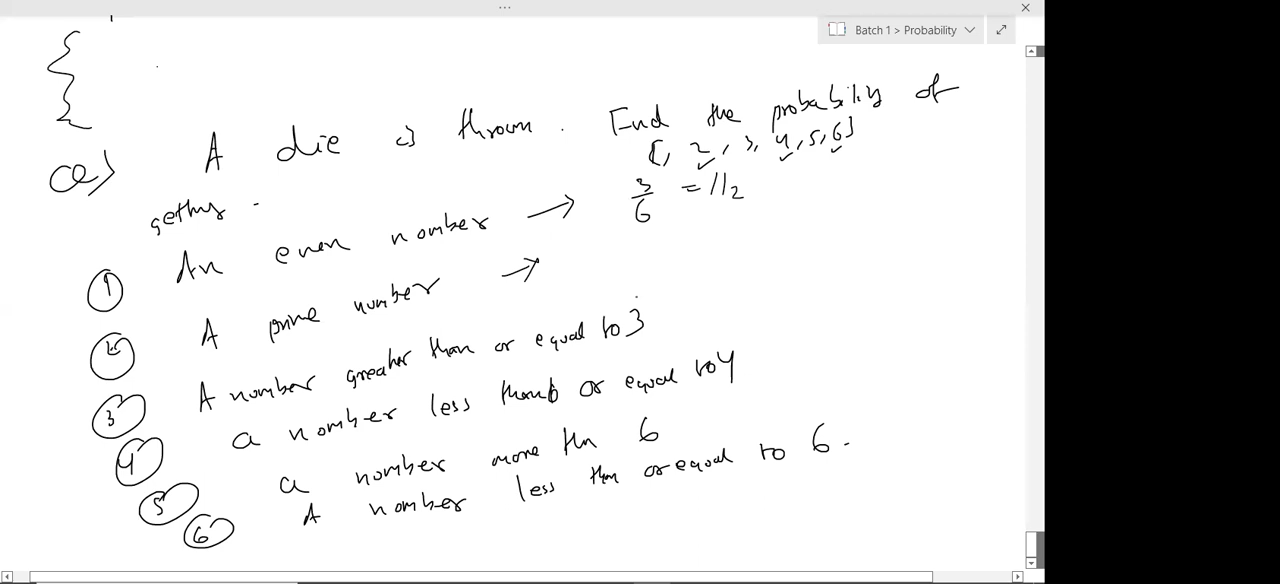 Batch 1 > Probability
Q) A die is thrown. Find the probability of
getting.
{1, 2, 3, 4, 5, 6}
① An even number → 3/6 = 1/2
② A prime number →
③ A number greater than or equal to 3
④ a number less than or equal to 4
⑤ a number more thn 6
⑥ A number less than or equal to 6.